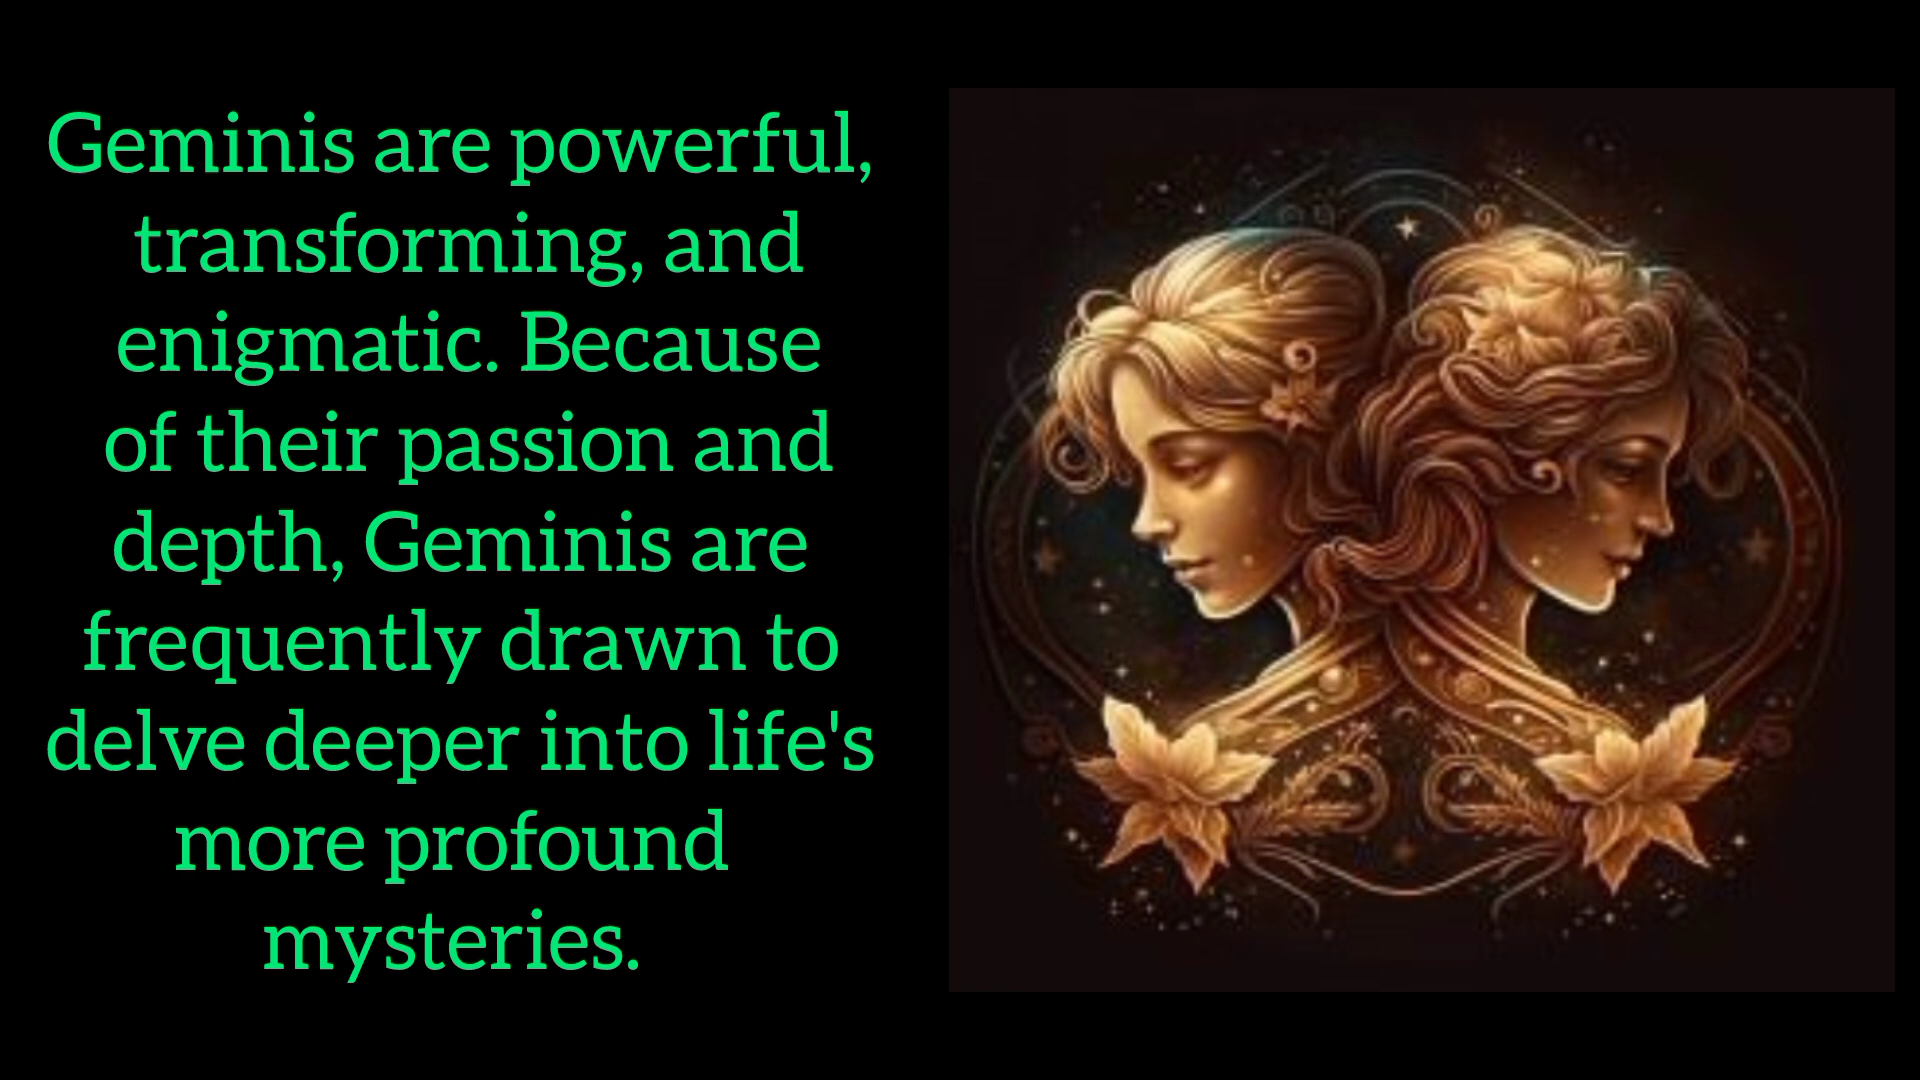 Geminis are powerful,
transforming, and
enigmatic. Because
of their passion and
depth, Geminis are
frequently drawn to
delve deeper into life's
more profound
mysteries.